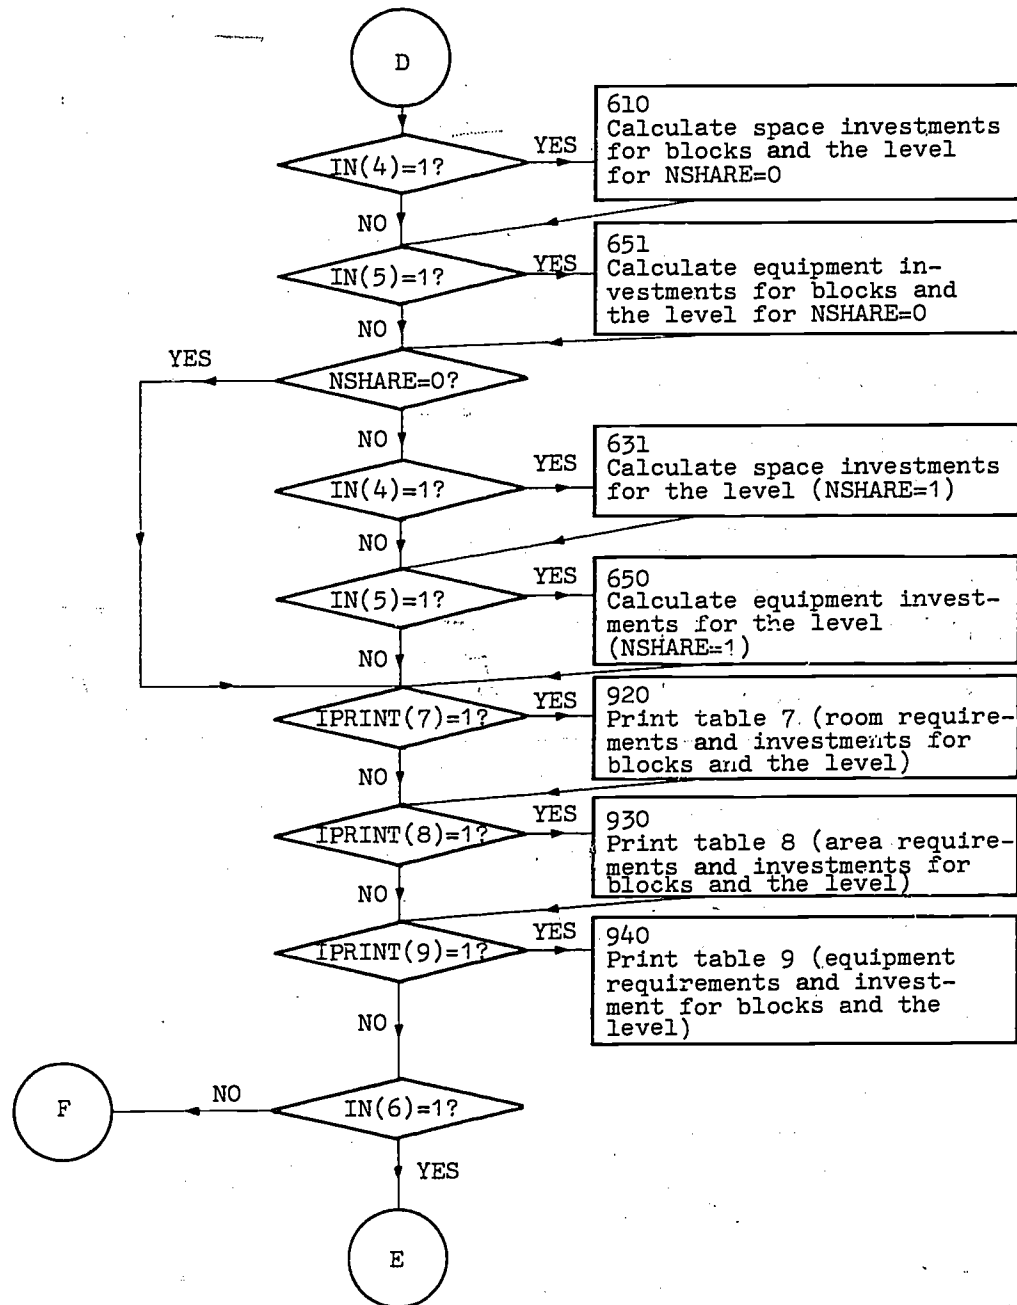 D
IN(4)=1?
YES
610
Calculate space investments
for blocks and the level
for NSHARE=0
NO
IN(5)=1?
YES
651
Calculate equipment in-
vestments for blocks and
the level for NSHARE=0
NO
YES
NSHARE=0?
NO
IN(4)=1?
YES
631
Calculate space investments
for the level (NSHARE=1)
NO
IN(5)=1?
YES
650
Calculate equipment invest-
ments for the level
(NSHARE=1)
NO
IPRINT(7)=1?
YES
920
Print table 7 (room require-
ments and investments for
blocks and the level)
NO
IPRINT(8)=1?
YES
930
Print table 8 (area require-
ments and investments for
blocks and the level)
NO
IPRINT(9)=1?
YES
940
Print table 9 (equipment
requirements and invest-
ment for blocks and the
level)
NO
F
NO
IN(6)=1?
YES
E